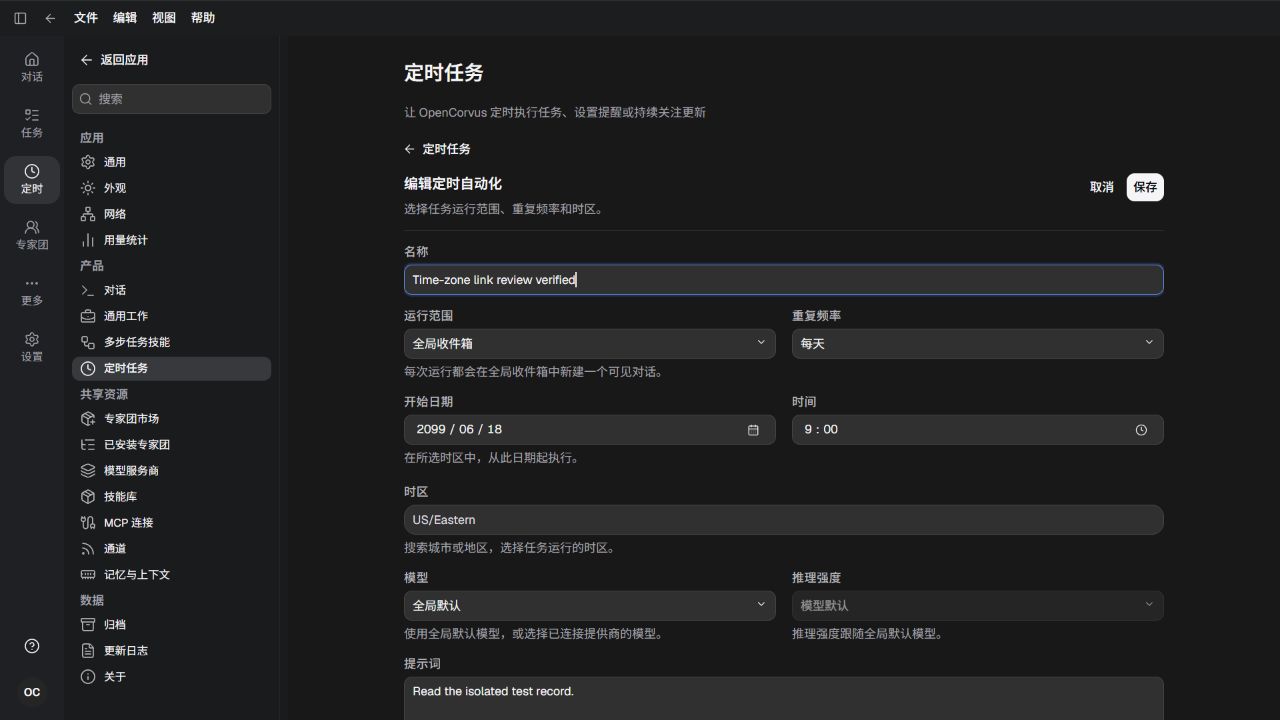 文件 编辑 视图 帮助
对话
任务
定时
专家团
更多
设置
OC
返回应用
搜索
应用
通用
外观
网络
用量统计
产品
对话
通用工作
多步任务技能
定时任务
共享资源
专家团市场
已安装专家团
模型服务商
技能库
MCP 连接
通道
记忆与上下文
数据
归档
更新日志
关于
定时任务
让 OpenCorvus 定时执行任务、设置提醒或持续关注更新
定时任务
编辑定时自动化
选择任务运行范围、重复频率和时区。
取消 保存
名称
Time-zone link review verified
运行范围 重复频率
全局收件箱 每天
每次运行都会在全局收件箱中新建一个可见对话。
开始日期 时间
2099 / 06 / 18 9 : 00
在所选时区中，从此日期起执行。
时区
US/Eastern
搜索城市或地区，选择任务运行的时区。
模型 推理强度
全局默认 模型默认
使用全局默认模型，或选择已连接提供商的模型。 推理强度跟随全局默认模型。
提示词
Read the isolated test record.